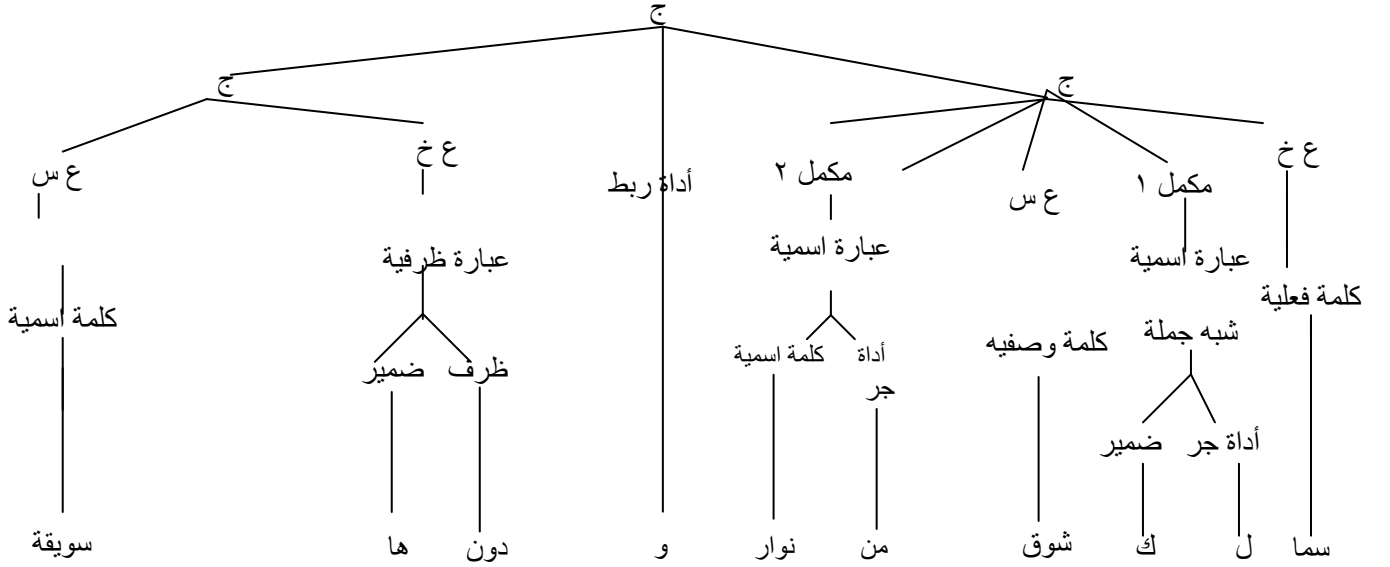 ج
ج ج
ع خ مكمل ١ ع س مكمل ٢ أداة ربط ع خ ع س
عبارة اسمية عبارة اسمية عبارة ظرفية
كلمة فعلية شبه جملة كلمة وصفيه أداة كلمة اسمية ظرف ضمير كلمة اسمية
جر
أداة جر ضمير
سما ل ك شوق من نوار و دون ها سويقة